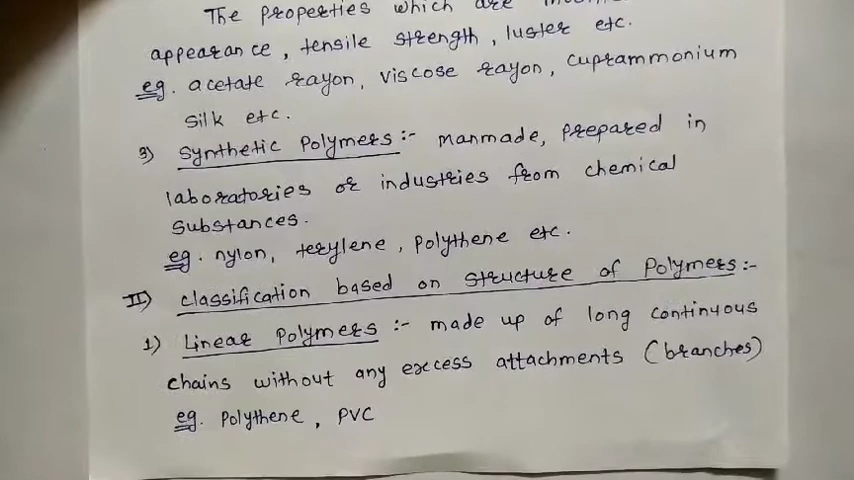 The properties which are
appearance, tensile strength, luster etc.
eg. acetate rayon, viscose rayon, cuprammonium
silk etc.
3) Synthetic Polymers :- manmade, prepared in
laboratories or industries from chemical
substances.
eg. nylon, terylene, polythene etc.
II) classification based on structure of Polymers :-
1) Linear Polymers :- made up of long continuous
chains without any excess attachments (branches)
eg. Polythene, PVC